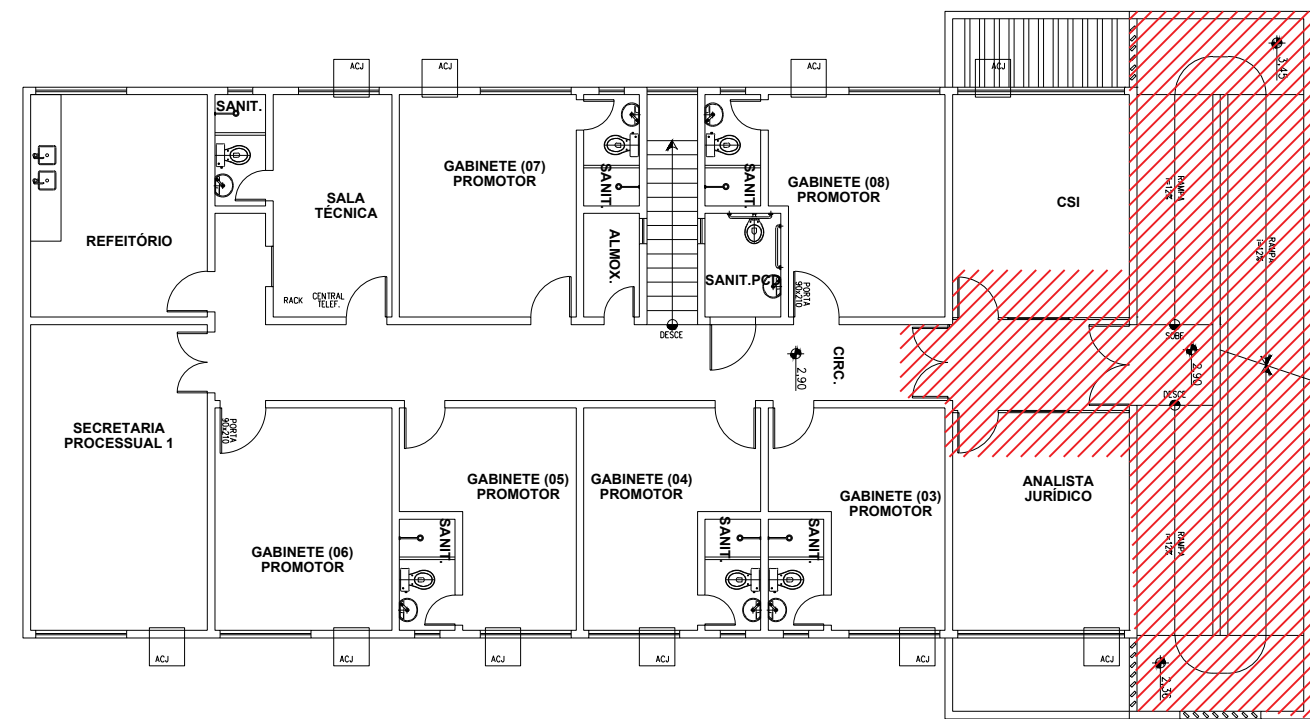 ACJ
ACJ
ACJ
ACJ
3,45
SANIT.
GABINETE (07)
PROMOTOR
SANIT.
SANIT.
GABINETE (08)
PROMOTOR
RAMPA
i=12%
SALA
TÉCNICA
CSI
REFEITÓRIO
ALMOX.
RAMPA
i=12%
SANIT.PCD
RACK
CENTRAL
TELEF.
PORTA
90x210
DESCE
SOBE
CIRC.
2,90
2,90
DESCE
SECRETARIA
PROCESSUAL 1
PORTA
90x210
GABINETE (05)
PROMOTOR
GABINETE (04)
PROMOTOR
GABINETE (03)
PROMOTOR
ANALISTA
JURÍDICO
GABINETE (06)
PROMOTOR
SANIT.
SANIT.
SANIT.
RAMPA
i=12%
ACJ
ACJ
ACJ
ACJ
ACJ
ACJ
2,36